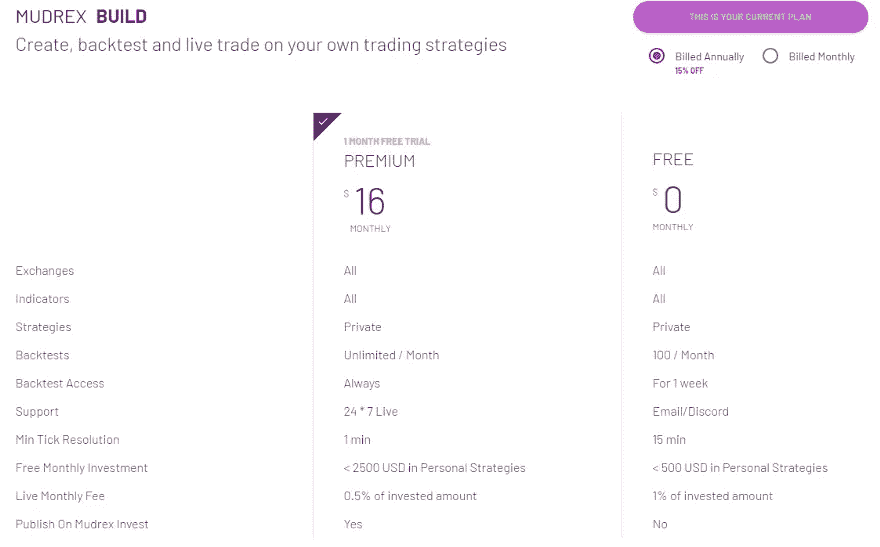 MUDREX BUILD
Create, backtest and live trade on your own trading strategies
THIS IS YOUR CURRENT PLAN
Billed Annually Billed Monthly
15% OFF
1 MONTH FREE TRIAL
PREMIUM FREE
$ 16 $ 0
MONTHLY MONTHLY
Exchanges All All
Indicators All All
Strategies Private Private
Backtests Unlimited / Month 100 / Month
Backtest Access Always For 1 week
Support 24 * 7 Live Email/Discord
Min Tick Resolution 1 min 15 min
Free Monthly Investment < 2500 USD in Personal Strategies < 500 USD in Personal Strategies
Live Monthly Fee 0.5% of invested amount 1% of invested amount
Publish On Mudrex Invest Yes No